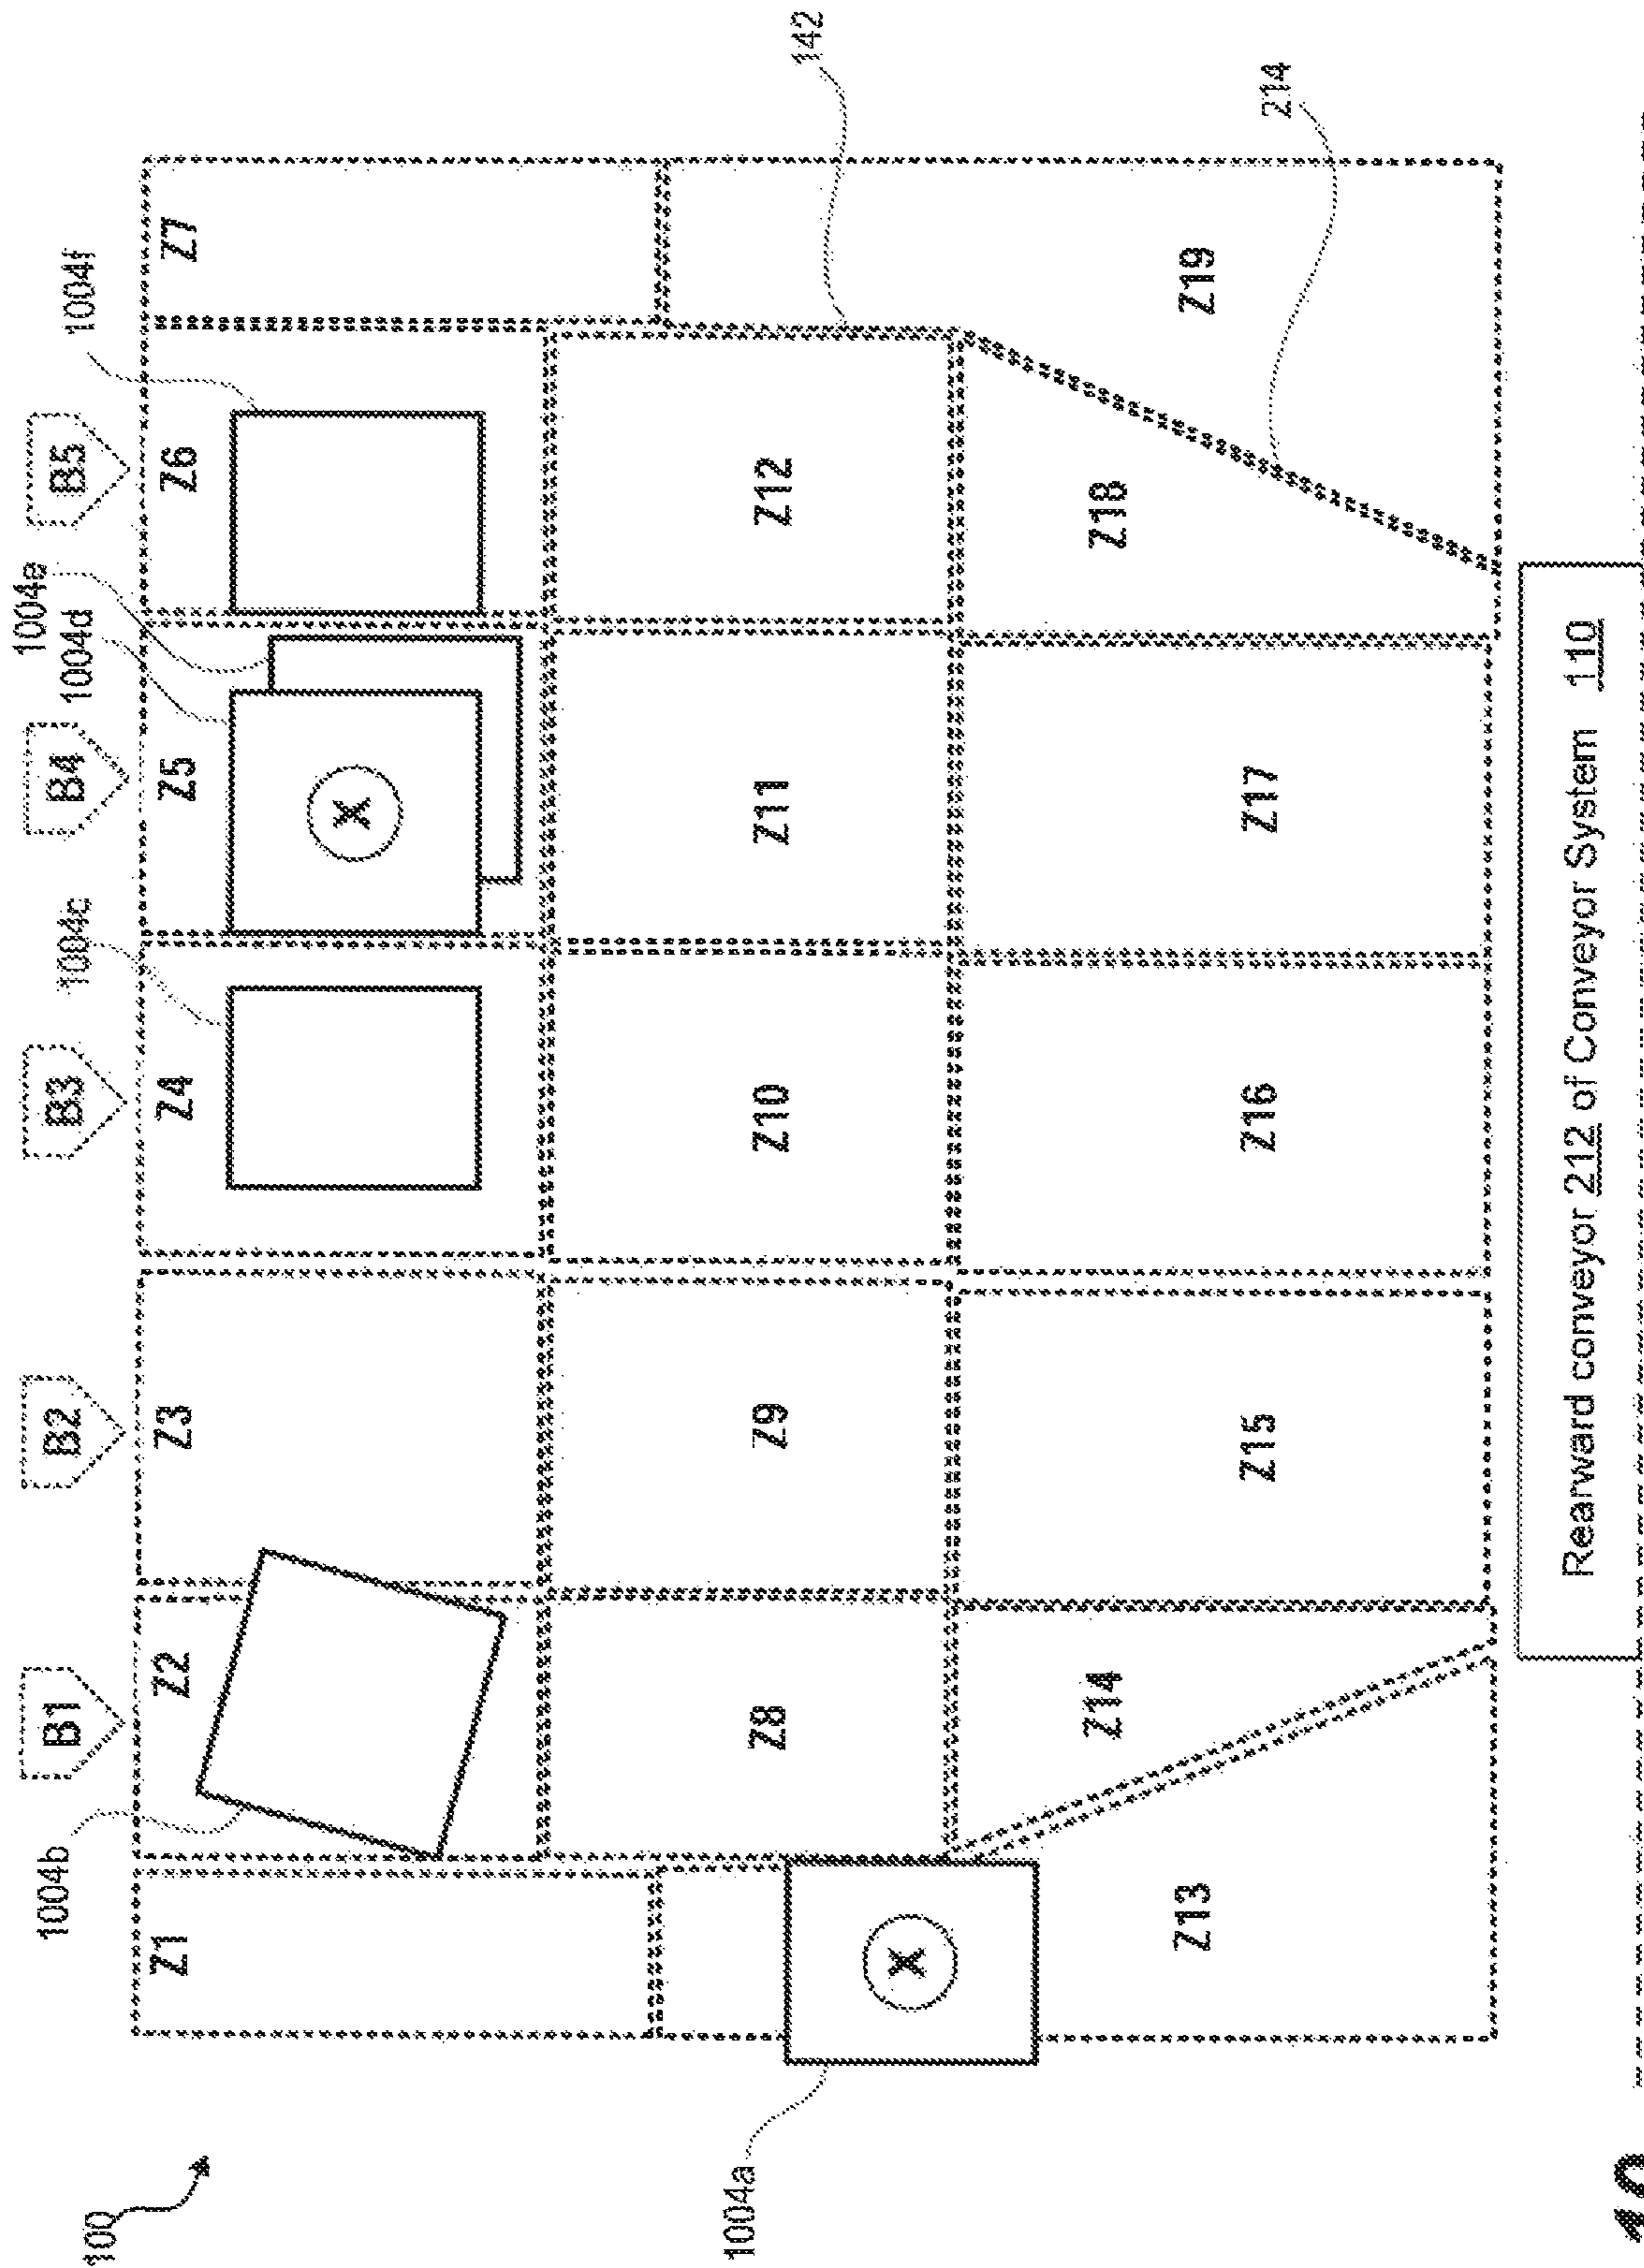 100
B1
B2
B3
B4
B5
1004b
1004c
1004d
1004e
1004f
Z1
Z2
Z3
Z4
Z5
Z6
Z7
X
1004a
X
Z8
Z9
Z10
Z11
Z12
142
Z13
Z14
Z15
Z16
Z17
Z18
Z19
214
Rearward conveyor 212 of Conveyor System 110